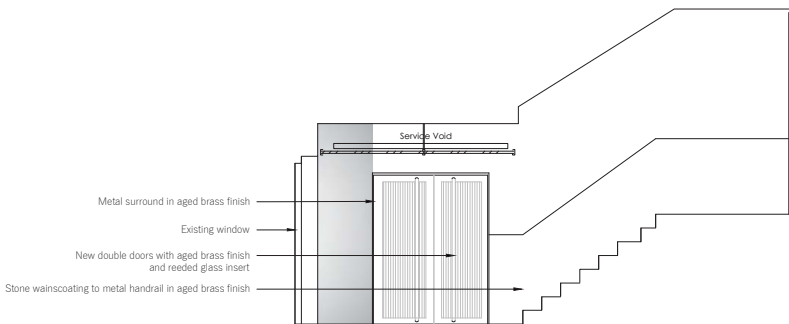 Service Void
Metal surround in aged brass finish
Existing window
New double doors with aged brass finish
and reeded glass insert
Stone wainscoating to metal handrail in aged brass finish